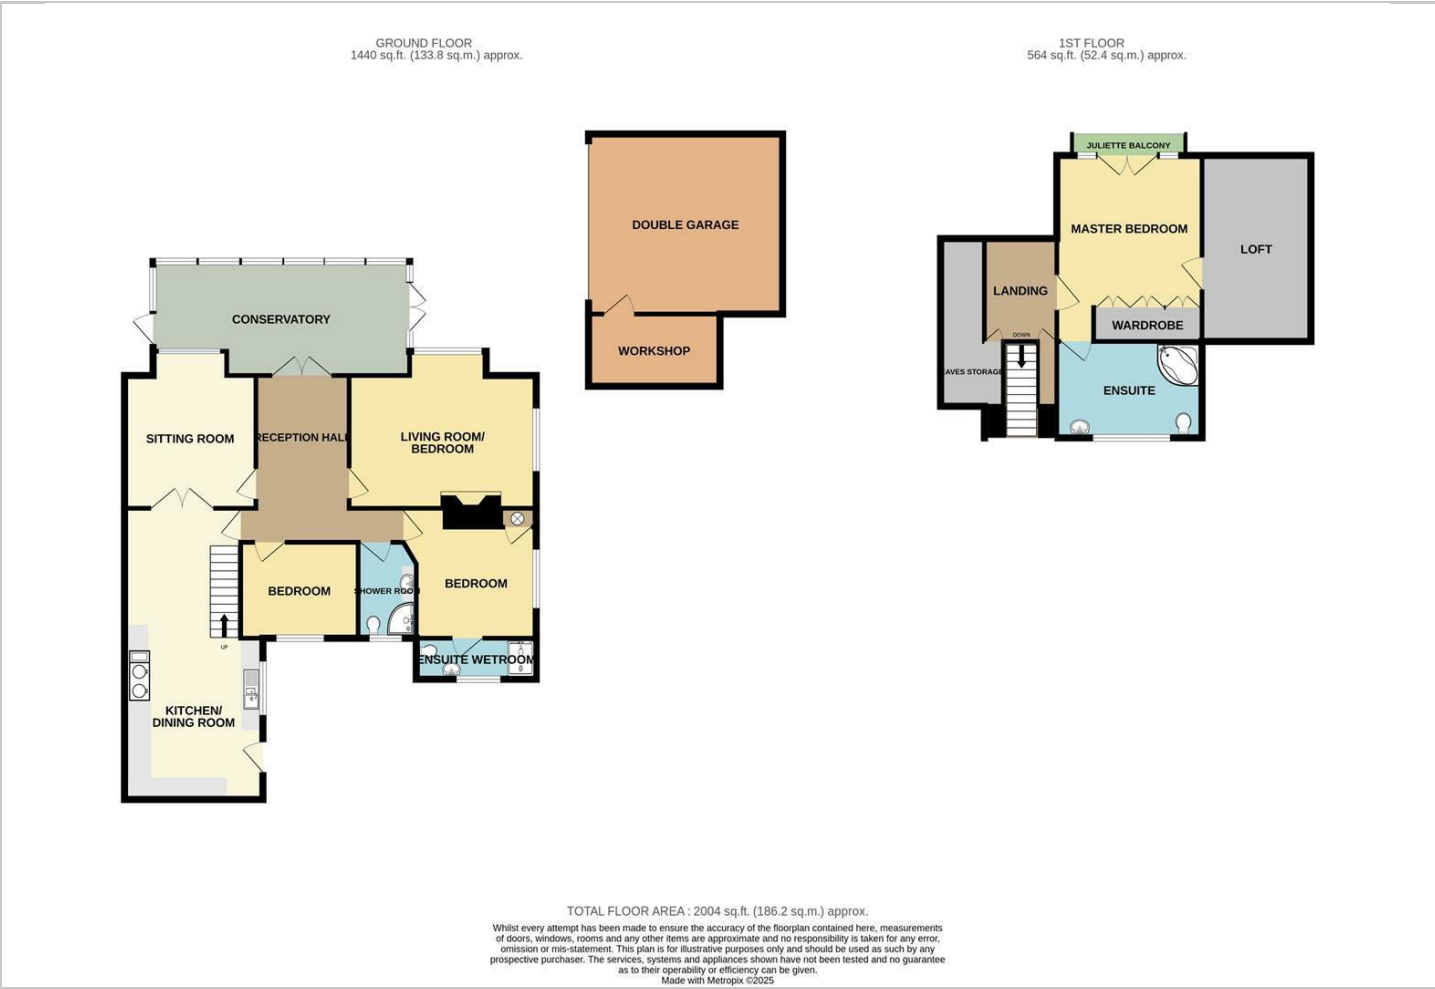 GROUND FLOOR
1440 sq.ft. (133.8 sq.m.) approx.
1ST FLOOR
564 sq.ft. (52.4 sq.m.) approx.
JULIETTE BALCONY
DOUBLE GARAGE
MASTER BEDROOM
LOFT
LANDING
CONSERVATORY
WARDROBE
DOWN
WORKSHOP
EAVES STORAGE
ENSUITE
SITTING ROOM
RECEPTION HALL
LIVING ROOM/
BEDROOM
BEDROOM
SHOWER ROOM
BEDROOM
UP
ENSUITE WETROOM
KITCHEN/
DINING ROOM
TOTAL FLOOR AREA : 2004 sq.ft. (186.2 sq.m.) approx.
Whilst every attempt has been made to ensure the accuracy of the floorplan contained here, measurements
of doors, windows, rooms and any other items are approximate and no responsibility is taken for any error,
omission or mis-statement. This plan is for illustrative purposes only and should be used as such by any
prospective purchaser. The services, systems and appliances shown have not been tested and no guarantee
as to their operability or efficiency can be given.
Made with Metropix ©2025